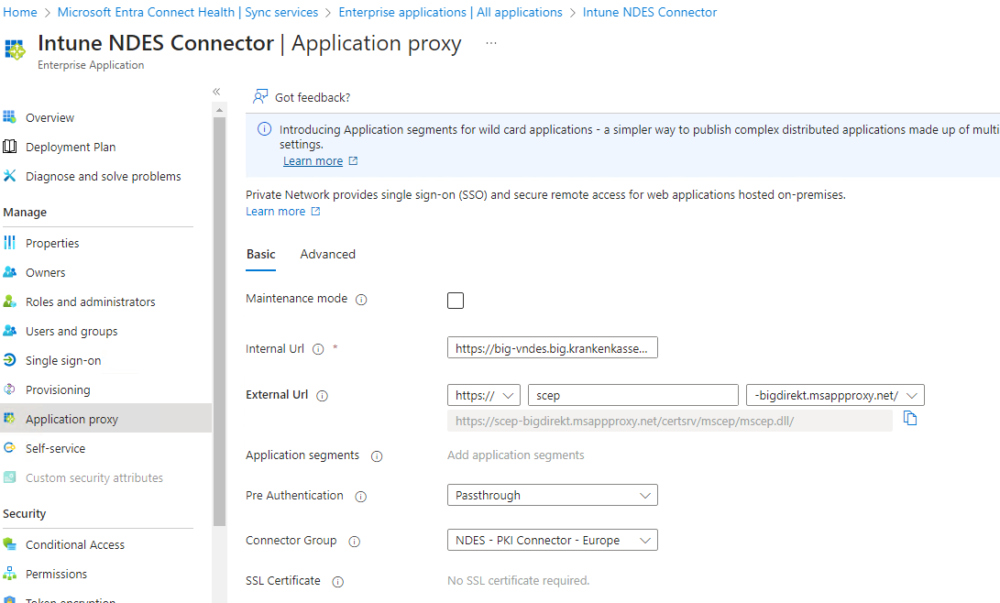 Home > Microsoft Entra Connect Health | Sync services > Enterprise applications | All applications > Intune NDES Connector
Intune NDES Connector | Application proxy ...
Enterprise Application
«
Got feedback?
Introducing Application segments for wild card applications - a simpler way to publish complex distributed applications made up of multi
settings.
Learn more
Private Network provides single sign-on (SSO) and secure remote access for web applications hosted on-premises.
Learn more
Overview
Deployment Plan
Diagnose and solve problems
Manage
Properties
Owners
Roles and administrators
Users and groups
Single sign-on
Provisioning
Application proxy
Self-service
Custom security attributes
Security
Conditional Access
Permissions
Token encryption
Basic Advanced
Maintenance mode
Internal Url * https://big-vndes.big.krankenkasse...
External Url https:// scep -bigdirekt.msappproxy.net/
https://scep-bigdirekt.msappproxy.net/certsrv/mscep/mscep.dll/
Application segments Add application segments
Pre Authentication Passthrough
Connector Group NDES - PKI Connector - Europe
SSL Certificate No SSL certificate required.